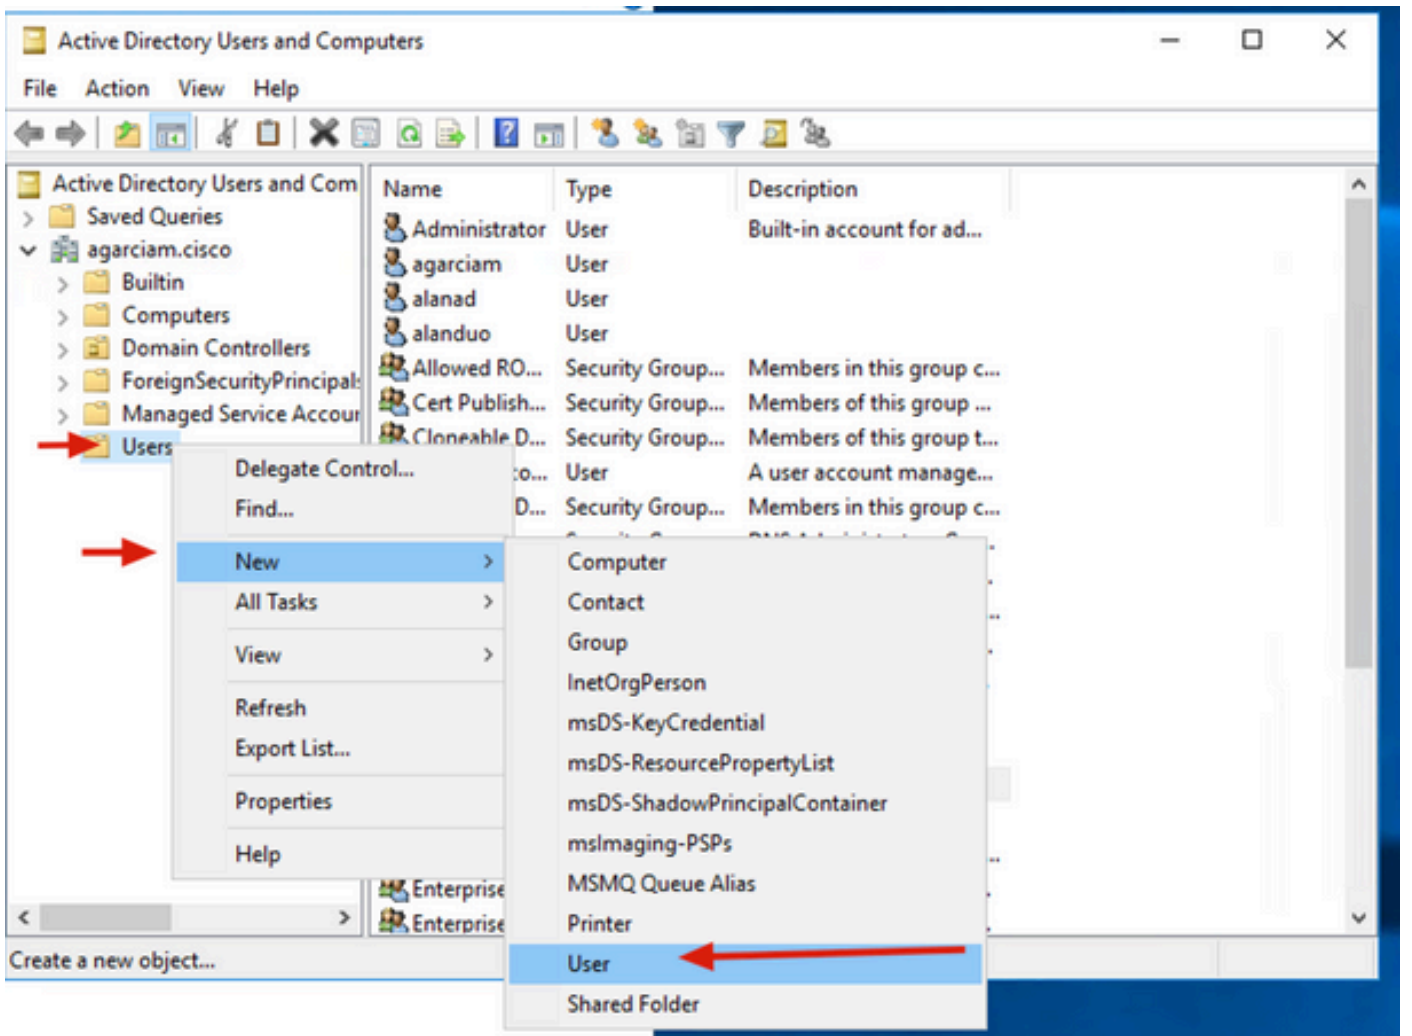 Active Directory Users and Computers
File Action View Help
Active Directory Users and Com
Saved Queries
agarciam.cisco
Builtin
Computers
Domain Controllers
ForeignSecurityPrincipals
Managed Service Accour
Users
Name Type Description
Administrator User Built-in account for ad...
agarciam User
alanad User
alanduo User
Allowed RO... Security Group... Members in this group c...
Cert Publish... Security Group... Members of this group ...
Cloneable D... Security Group... Members of this group t...
:o... User A user account manage...
D... Security Group... Members in this group c...
Enterprise
Enterprise
Delegate Control...
Find...
New
All Tasks
View
Refresh
Export List...
Properties
Help
Computer
Contact
Group
InetOrgPerson
msDS-KeyCredential
msDS-ResourcePropertyList
msDS-ShadowPrincipalContainer
msImaging-PSPs
MSMQ Queue Alias
Printer
User
Shared Folder
Create a new object...